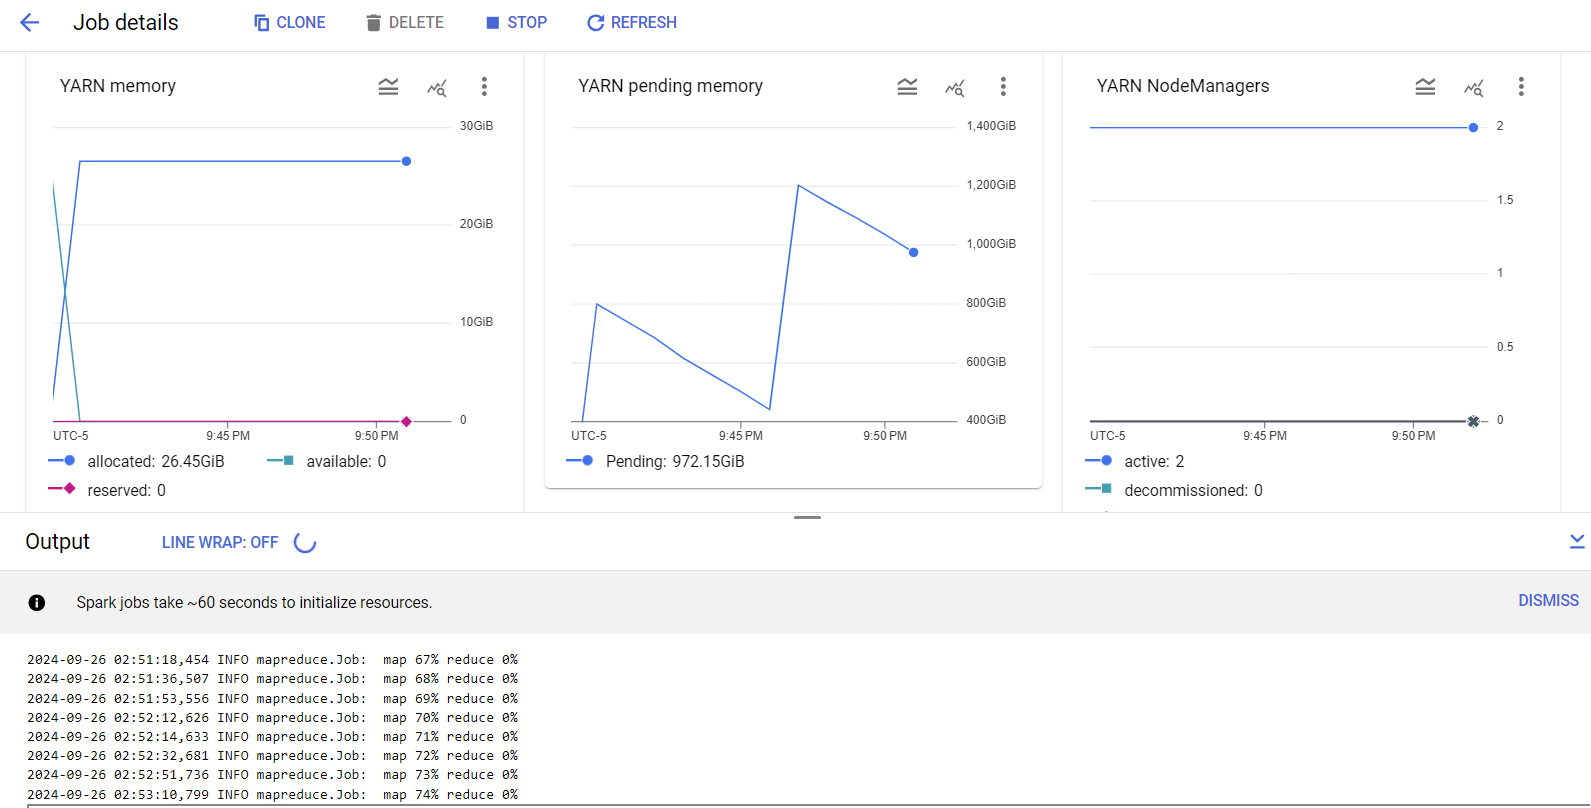 Job details CLONE DELETE STOP REFRESH
YARN memory
30GiB
20GiB
10GiB
0
UTC-5 9:45 PM 9:50 PM
allocated: 26.45GiB available: 0
reserved: 0
YARN pending memory
1,400GiB
1,200GiB
1,000GiB
800GiB
600GiB
400GiB
UTC-5 9:45 PM 9:50 PM
Pending: 972.15GiB
YARN NodeManagers
2
1.5
1
0.5
0
UTC-5 9:45 PM 9:50 PM
active: 2
decommissioned: 0
Output LINE WRAP: OFF
Spark jobs take ~60 seconds to initialize resources. DISMISS
2024-09-26 02:51:18,454 INFO mapreduce.Job:  map 67% reduce 0%
2024-09-26 02:51:36,507 INFO mapreduce.Job:  map 68% reduce 0%
2024-09-26 02:51:53,556 INFO mapreduce.Job:  map 69% reduce 0%
2024-09-26 02:52:12,626 INFO mapreduce.Job:  map 70% reduce 0%
2024-09-26 02:52:14,633 INFO mapreduce.Job:  map 71% reduce 0%
2024-09-26 02:52:32,681 INFO mapreduce.Job:  map 72% reduce 0%
2024-09-26 02:52:51,736 INFO mapreduce.Job:  map 73% reduce 0%
2024-09-26 02:53:10,799 INFO mapreduce.Job:  map 74% reduce 0%